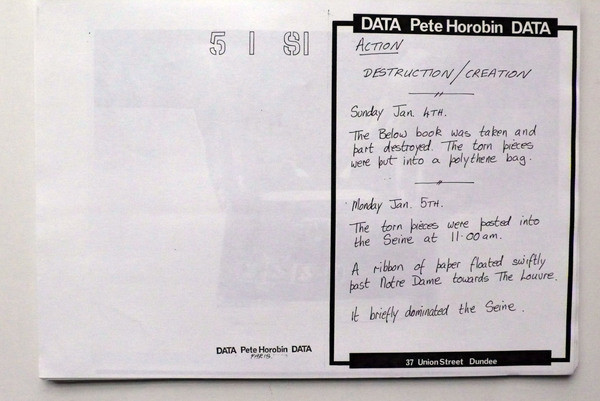 5 1 81
DATA Pete Horobin DATA
PARIS.
DATA Pete Horobin DATA
ACTION
DESTRUCTION/CREATION
Sunday Jan. 4TH.
The Below book was taken and
part destroyed. The torn pieces
were put into a polythene bag.
Monday Jan. 5TH.
The torn pieces were posted into
the Seine at 11·00am.
A ribbon of paper floated swiftly
past Notre Dame towards The Louvre.
It briefly dominated the Seine.
37 Union Street Dundee